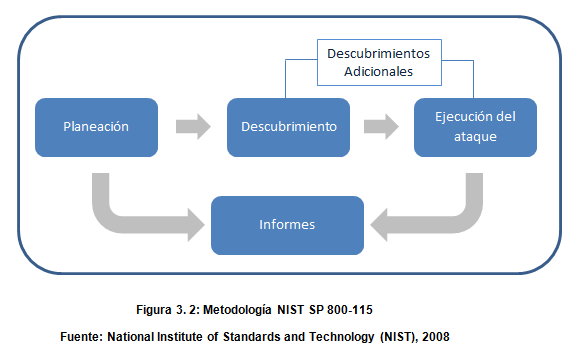 Descubrimientos
Adicionales
Planeación
Descubrimiento
Ejecución del
ataque
Informes
Figura 3. 2: Metodología NIST SP 800-115
Fuente: National Institute of Standards and Technology (NIST), 2008